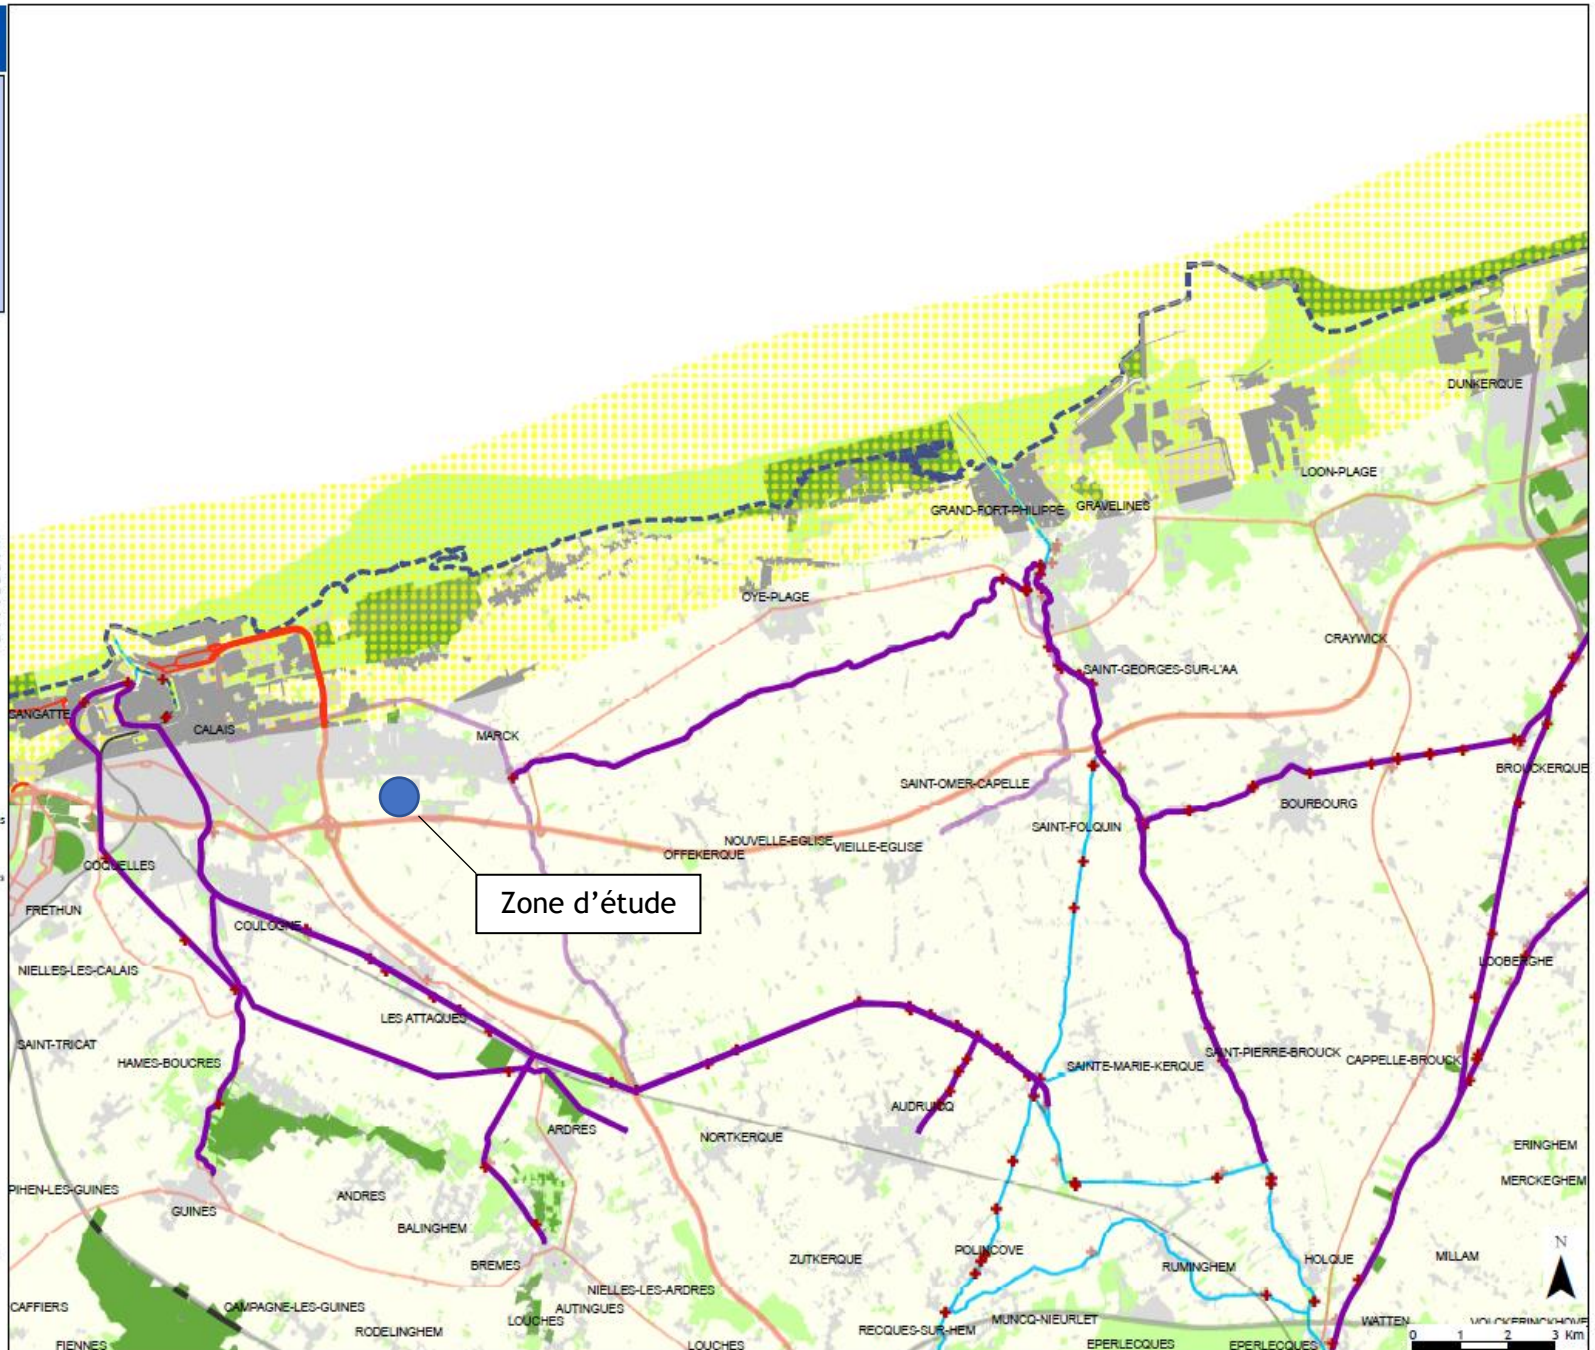 DUNKERQUE
LOON-PLAGE
GRAND-FORT-PHILIPPE
GRAVELINES
OYE-PLAGE
CRAYWICK
SAINT-GEORGES-SUR-L'AA
SANGATTE
CALAIS
MARCK
BROUCKERQUE
SAINT-OMER-CAPELLE
BOURBOURG
SAINT-FOLQUIN
NOUVELLE-EGLISE
VIEILLE-EGLISE
OFFEKERQUE
COQUELLES
Zone d'étude
FRETHUN
COULOGNE
LOOBERGHE
NIELLES-LES-CALAIS
LES ATTAQUES
SAINT-TRICAT
HAMES-BOUCRES
SAINTE-MARIE-KERQUE
SAINT-PIERRE-BROUCK
CAPPELLE-BROUCK
AUDRUICQ
ARDRES
NORTKERQUE
ERINGHEM
MERCKEGHEM
PIHEN-LES-GUINES
ANDRES
GUINES
BALINGHEM
BREMES
ZUTKERQUE
POLINCOVE
RUMINGHEM
HOLQUE
MILLAM
N
NIELLES-LES-ARDRES
CAFFIERS
CAMPAGNE-LES-GUINES
AUTINGUES
LOUCHES
RODELINGHEM
RECQUES-SUR-HEM
MUNCQ-NIEURLET
WATTEN
VOLCKERINCKHOVE
FIENNES
LOUCHES
EPERLECQUES
EPERLECQUES
0 1 2 3 Km